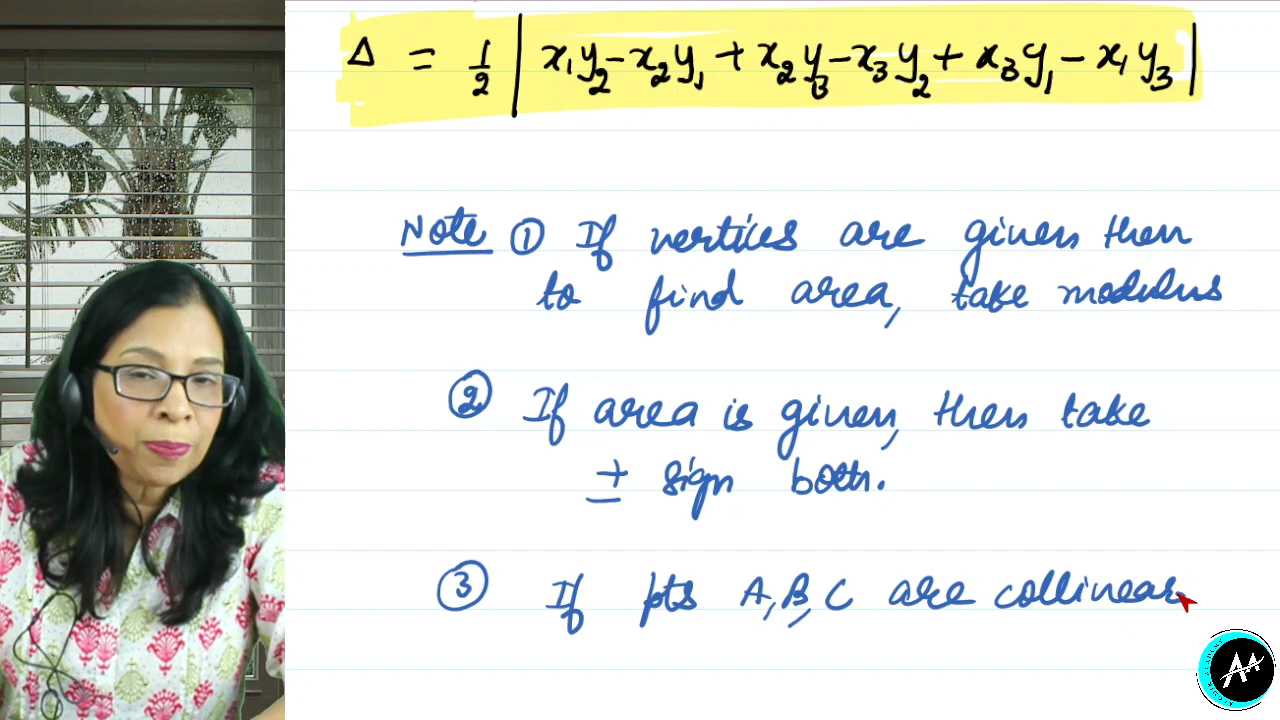 Δ = 1/2 | x₁y₂ - x₂y₁ + x₂y₃ - x₃y₂ + x₃y₁ - x₁y₃ |
Note ① If vertices are given then
to find area, take modulus
② If area is given, then take
± sign both.
③ If pts A, B, C are collinear